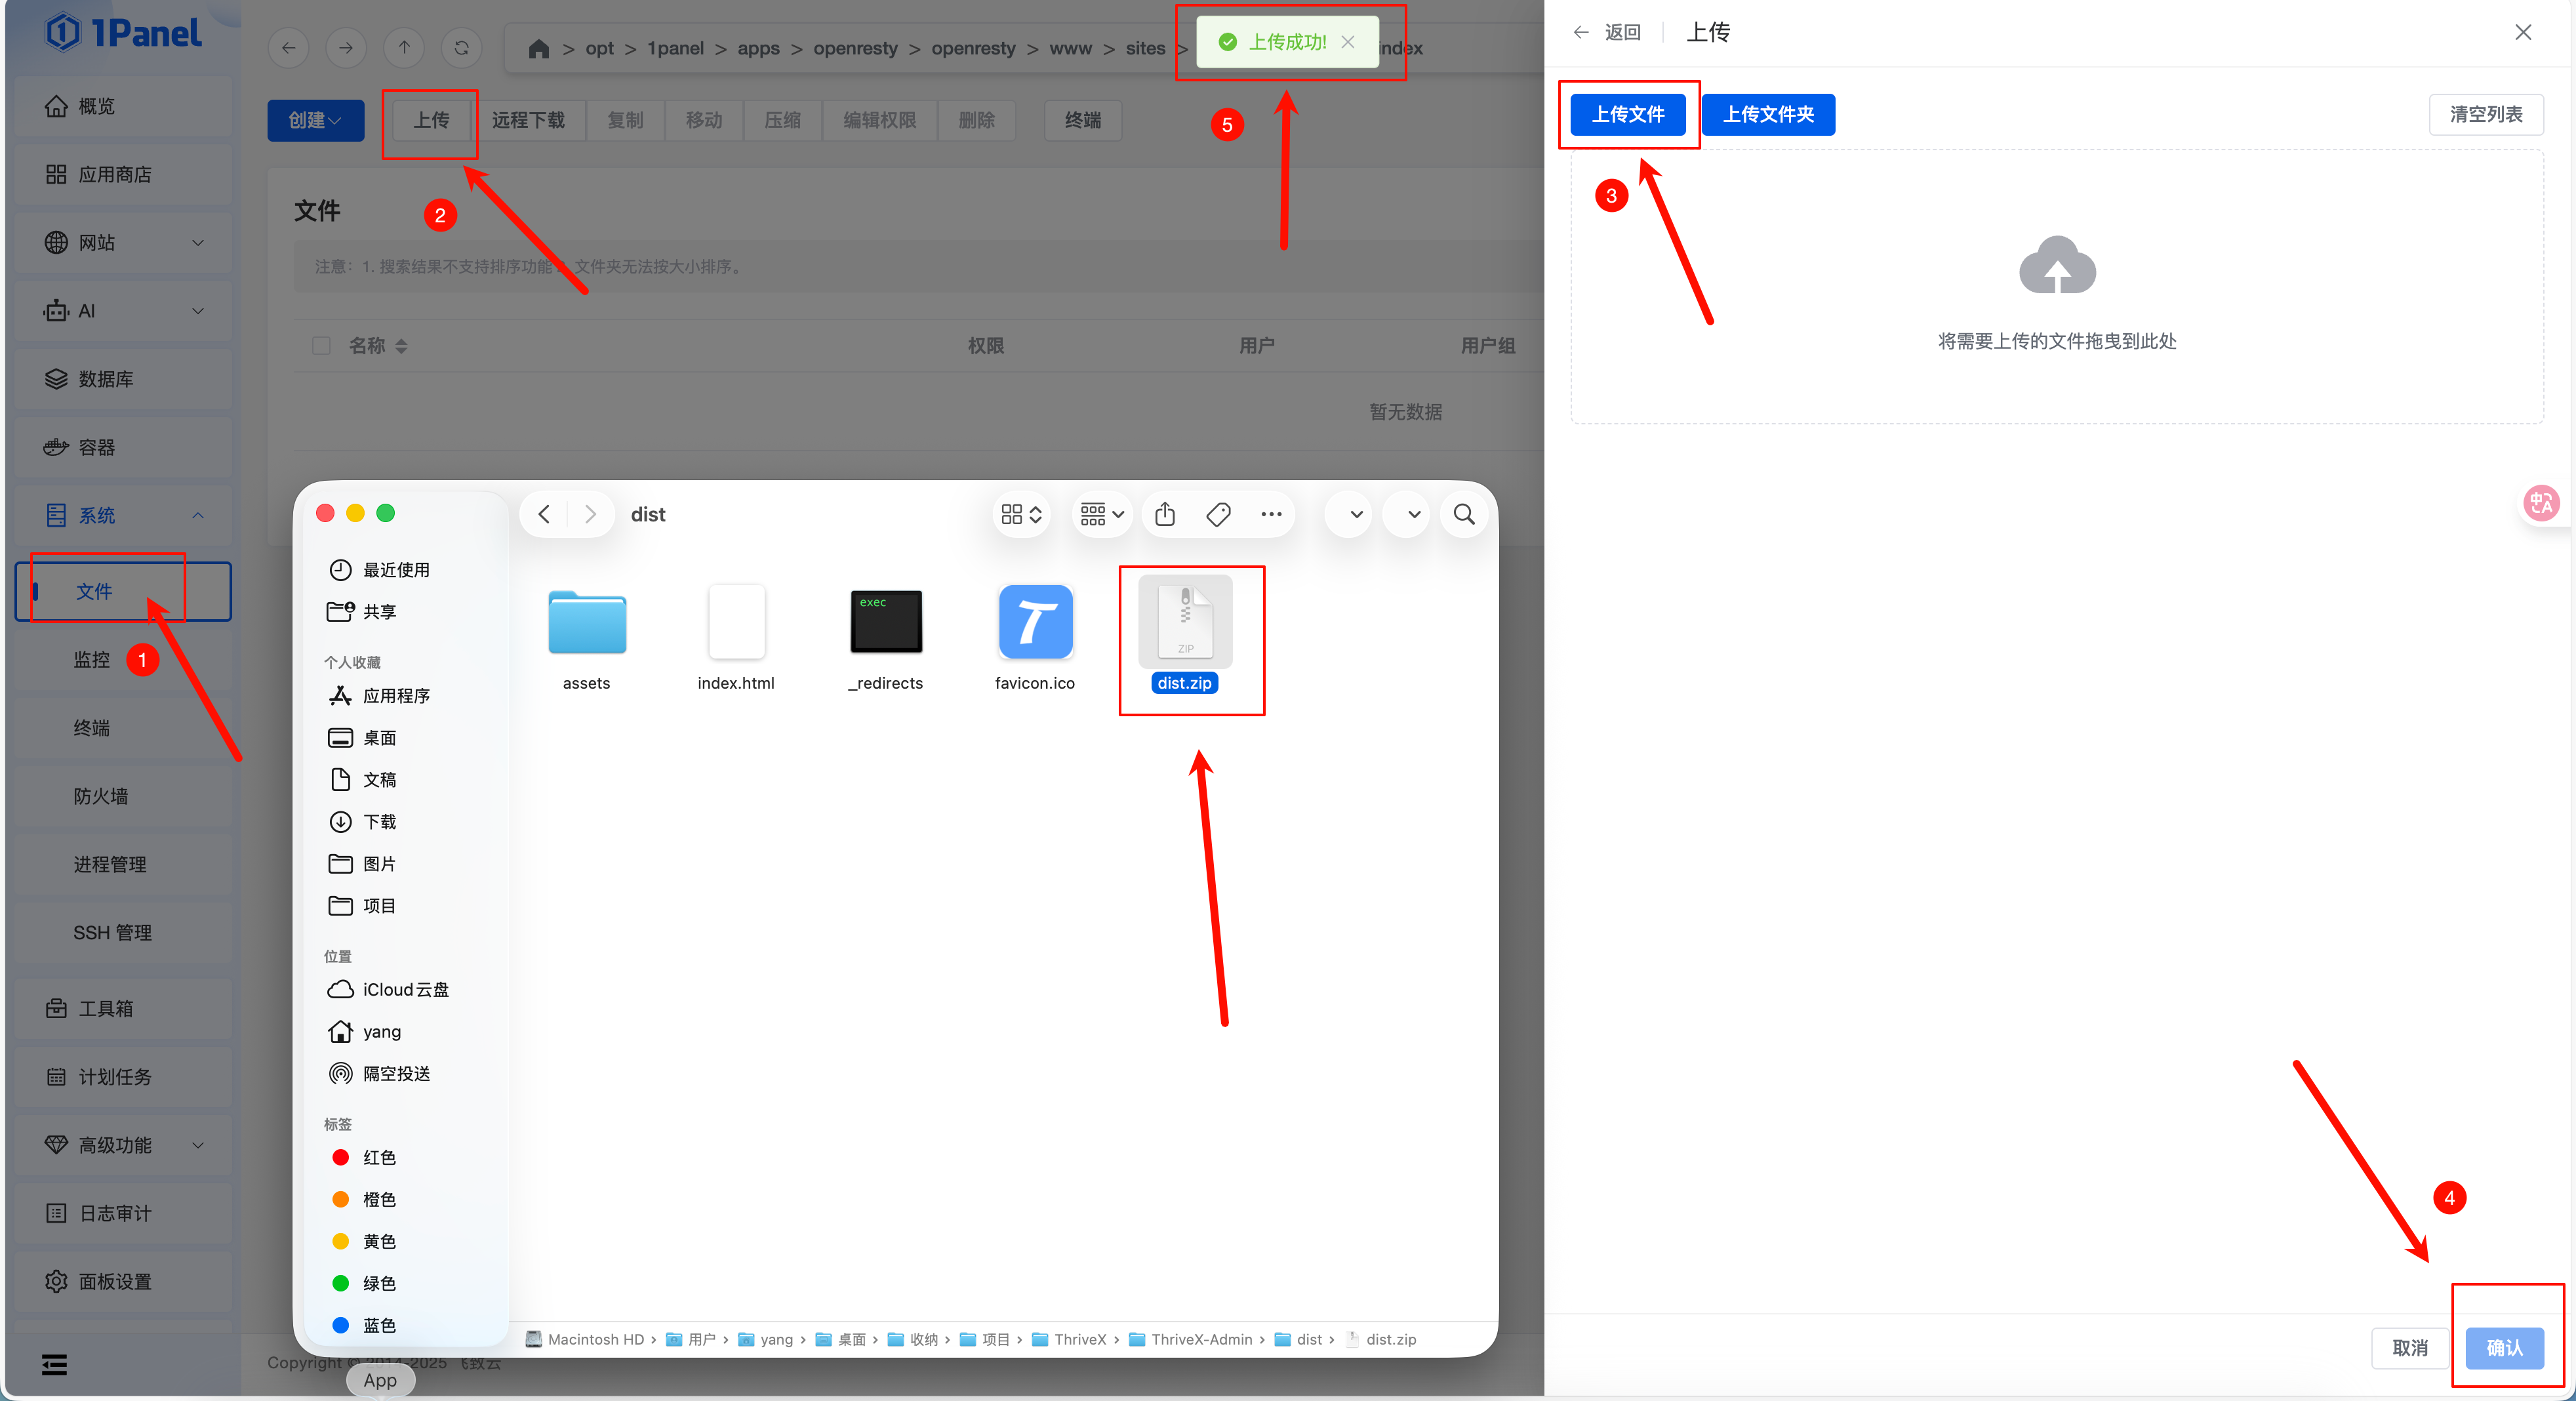 1Panel
概览
应用商店
网站
AI
数据库
容器
系统
文件
监控
1
终端
防火墙
进程管理
SSH 管理
工具箱
计划任务
高级功能
日志审计
面板设置
> opt > 1panel > apps > openresty > openresty > www > sites > index
上传成功!
5
创建
上传
远程下载
复制
移动
压缩
编辑权限
删除
终端
2
文件
注意：1. 搜索结果不支持排序功能 文件夹无法按大小排序。
名称
权限
用户
用户组
暂无数据
dist
最近使用
共享
个人收藏
应用程序
桌面
文稿
下载
图片
项目
位置
iCloud云盘
yang
隔空投送
标签
红色
橙色
黄色
绿色
蓝色
exec
ZIP
assets
index.html
_redirects
favicon.ico
dist.zip
Macintosh HD › 用户 › yang › 桌面 › 收纳 › 项目 › ThriveX › ThriveX-Admin › dist › dist.zip
Copyright © 2014-2025 飞致云
App
返回
上传
上传文件
上传文件夹
清空列表
3
将需要上传的文件拖曳到此处
中
A
4
取消
确认